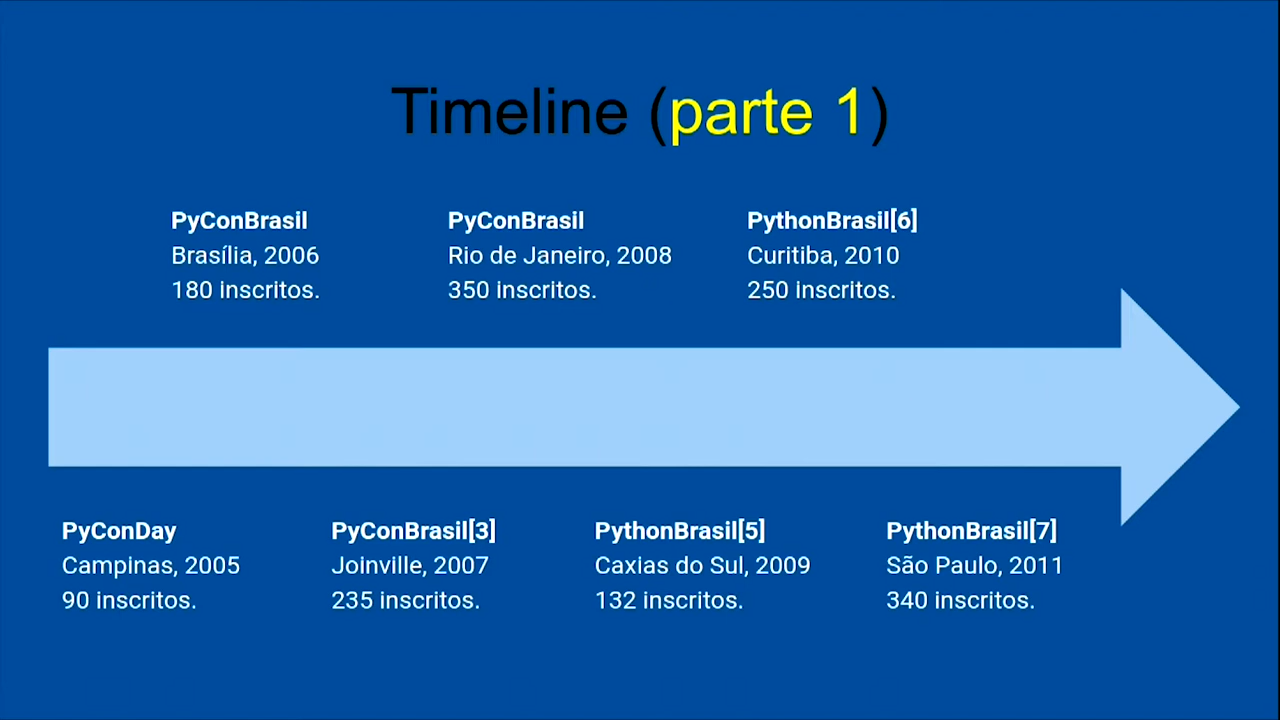 Timeline (parte 1)
PyConBrasil
Brasília, 2006
180 inscritos.
PyConBrasil
Rio de Janeiro, 2008
350 inscritos.
PythonBrasil[6]
Curitiba, 2010
250 inscritos.
PyConDay
Campinas, 2005
90 inscritos.
PyConBrasil[3]
Joinville, 2007
235 inscritos.
PythonBrasil[5]
Caxias do Sul, 2009
132 inscritos.
PythonBrasil[7]
São Paulo, 2011
340 inscritos.